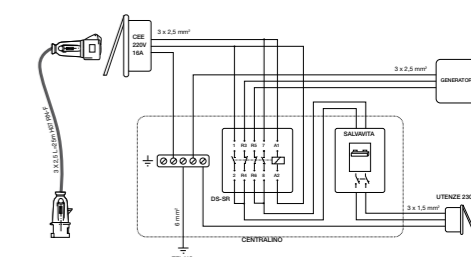 3 x 2,5 mm²
CEE
220V
16A
3 x 2,5 mm²
GENERATOR
SALVAVITA
1 R3 R5 7 A1
2 R4 R6 8 A2
DS-SR
6 mm²
UTENZE 230
3 x 1,5 mm²
CENTRALINO